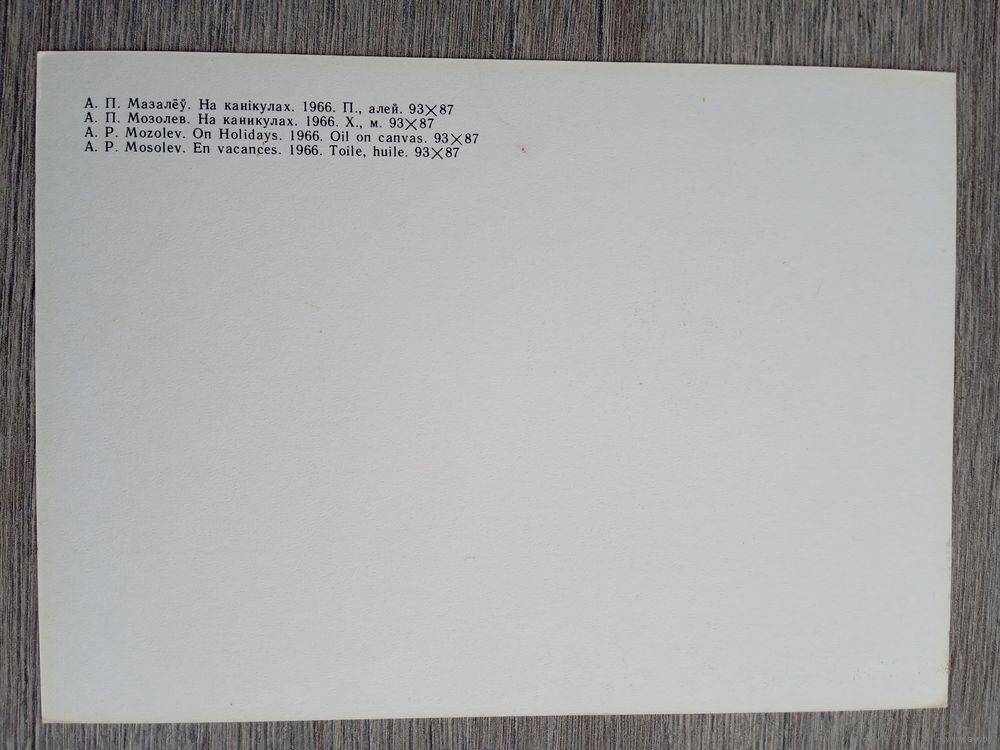 А. П. Мазалёў. На канікулах. 1966. П., алей. 93×87
А. П. Мозолев. На каникулах. 1966. Х., м. 93×87
A. P. Mozolev. On Holidays. 1966. Oil on canvas. 93×87
A. P. Mosolev. En vacances. 1966. Toile, huile. 93×87